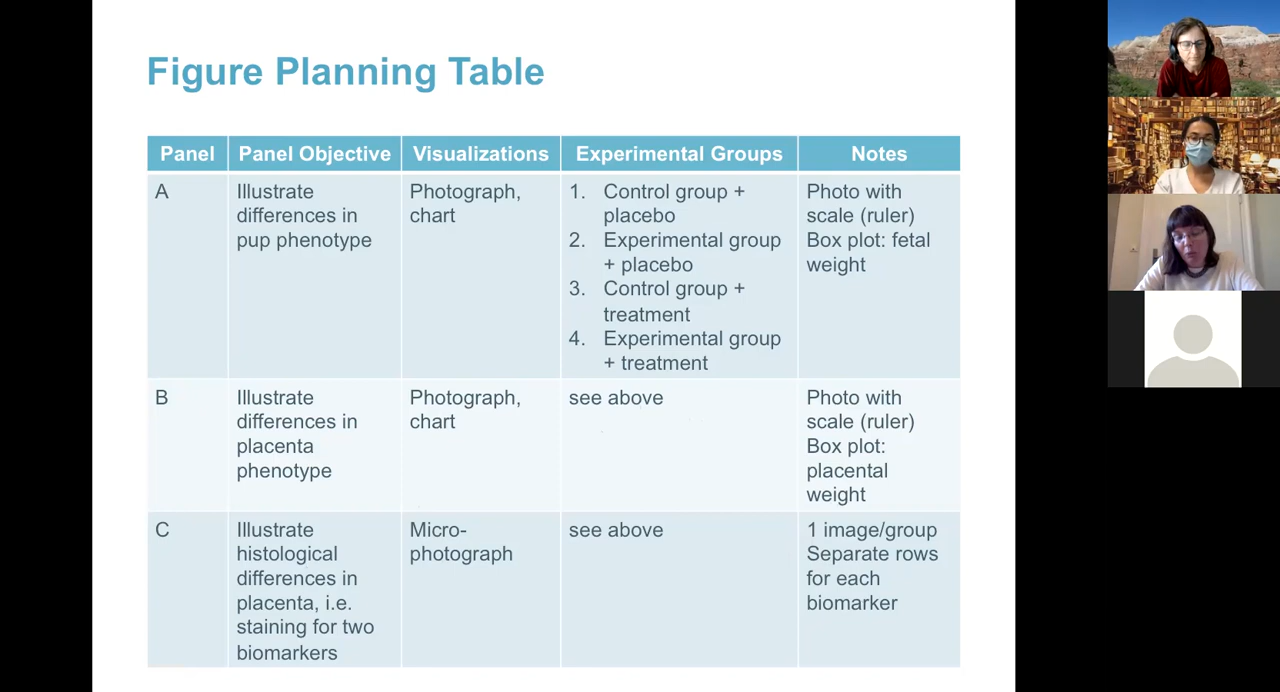 Figure Planning Table
Panel
Panel Objective
Visualizations
Experimental Groups
Notes
A
Illustrate
differences in
pup phenotype
Photograph,
chart
1. Control group +
placebo
2. Experimental group
+ placebo
3. Control group +
treatment
4. Experimental group
+ treatment
Photo with
scale (ruler)
Box plot: fetal
weight
B
Illustrate
differences in
placenta
phenotype
Photograph,
chart
see above
Photo with
scale (ruler)
Box plot:
placental
weight
C
Illustrate
histological
differences in
placenta, i.e.
staining for two
biomarkers
Micro-
photograph
see above
1 image/group
Separate rows
for each
biomarker